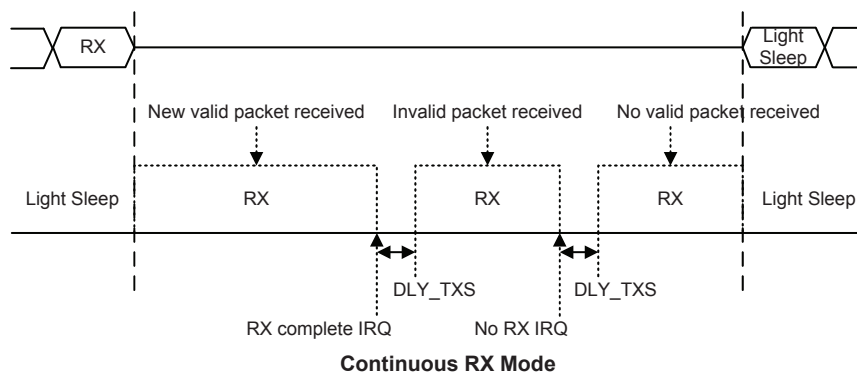 RX
Light
Sleep
New valid packet received
Invalid packet received
No valid packet received
Light Sleep
RX
RX
RX
Light Sleep
DLY_TXS
DLY_TXS
RX complete IRQ
No RX IRQ
Continuous RX Mode